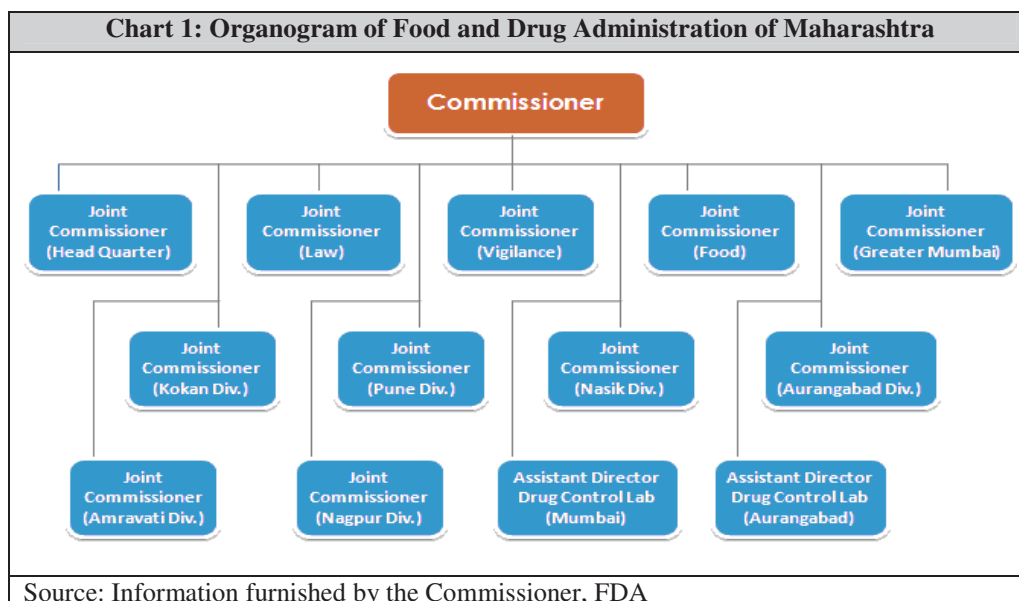 Chart 1: Organogram of Food and Drug Administration of Maharashtra
Commissioner
Joint
Commissioner
(Head Quarter)
Joint
Commissioner
(Law)
Joint
Commissioner
(Vigilance)
Joint
Commissioner
(Food)
Joint
Commissioner
(Greater Mumbai)
Joint
Commissioner
(Kokan Div.)
Joint
Commissioner
(Pune Div.)
Joint
Commissioner
(Nasik Div.)
Joint
Commissioner
(Aurangabad Div.)
Joint
Commissioner
(Amravati Div.)
Joint
Commissioner
(Nagpur Div.)
Assistant Director
Drug Control Lab
(Mumbai)
Assistant Director
Drug Control Lab
(Aurangabad)
Source: Information furnished by the Commissioner, FDA